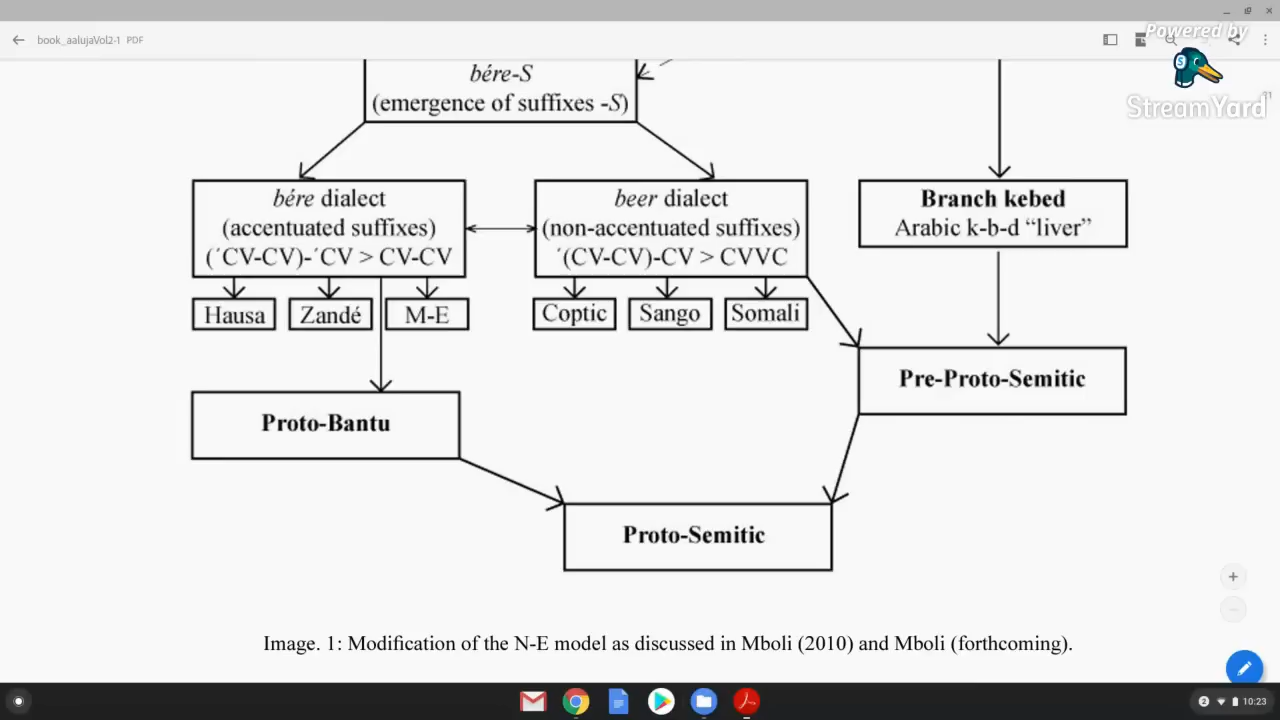 book_aalujaVol2-1 PDF
Powered by
StreamYard
bére-S
(emergence of suffixes -S)
bére dialect
(accentuated suffixes)
(´CV-CV)-´CV > CV-CV
beer dialect
(non-accentuated suffixes)
´(CV-CV)-CV > CVVC
Branch kebed
Arabic k-b-d “liver”
Hausa
Zandé
M-E
Coptic
Sango
Somali
Pre-Proto-Semitic
Proto-Bantu
Proto-Semitic
Image. 1: Modification of the N-E model as discussed in Mboli (2010) and Mboli (forthcoming).
2
10:23